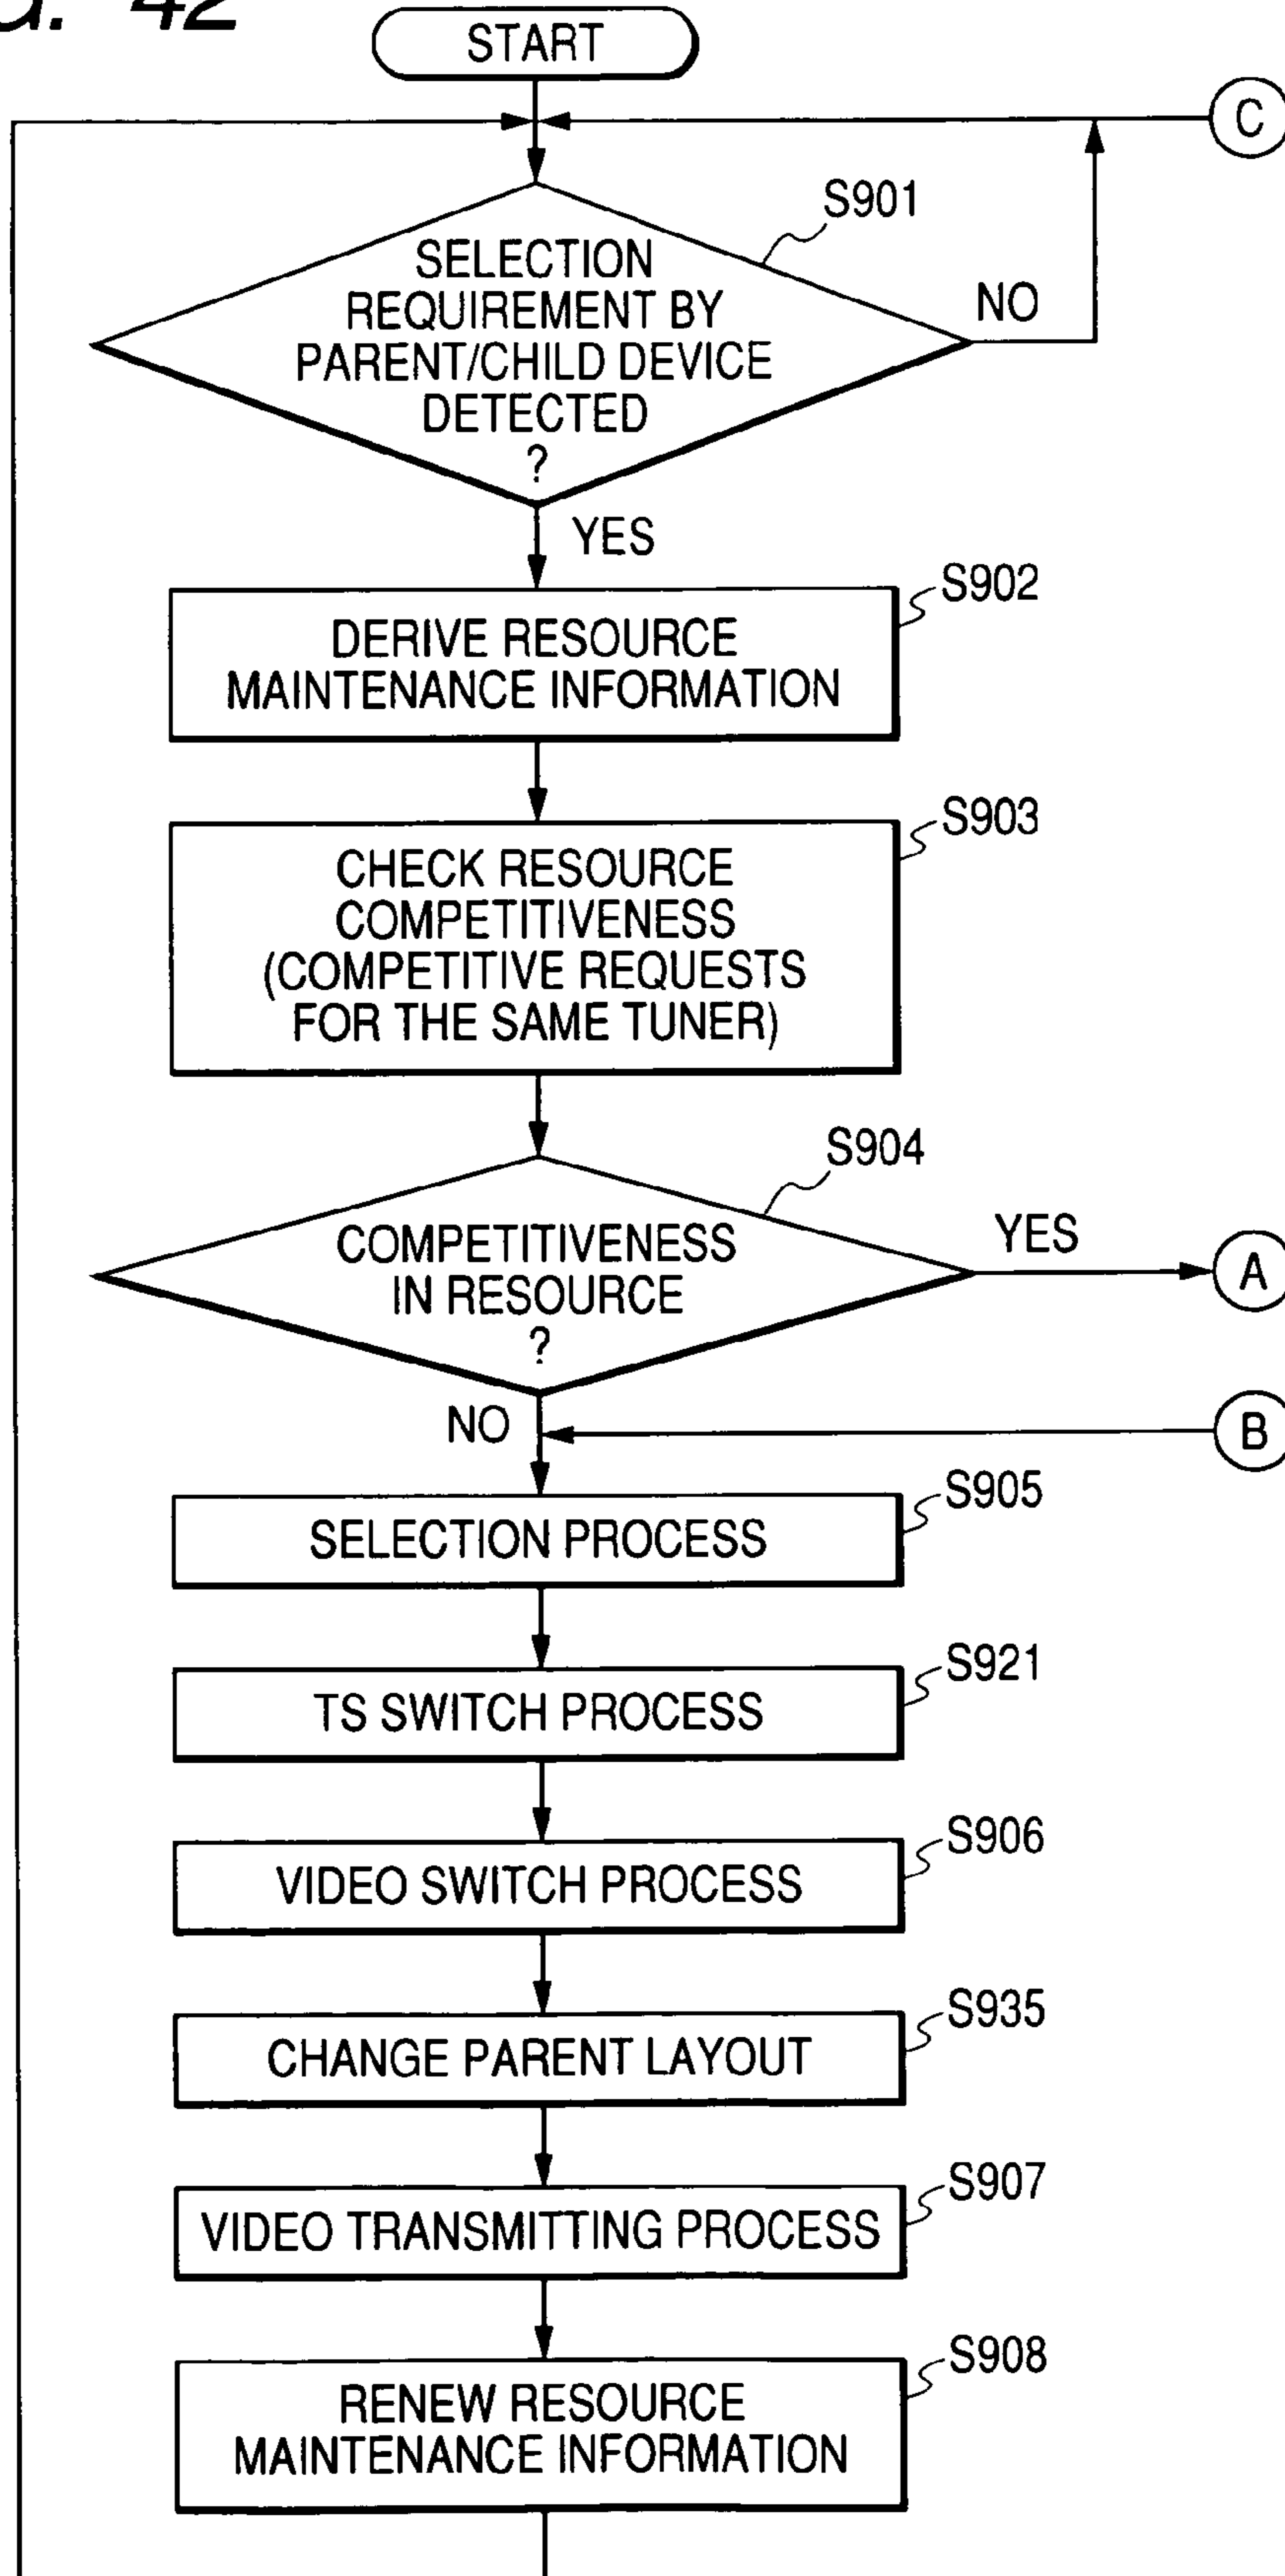 42
START
C
S901
SELECTION
REQUIREMENT BY
PARENT/CHILD DEVICE
DETECTED
?
NO
YES
S902
DERIVE RESOURCE
MAINTENANCE INFORMATION
S903
CHECK RESOURCE
COMPETITIVENESS
(COMPETITIVE REQUESTS
FOR THE SAME TUNER)
S904
COMPETITIVENESS
IN RESOURCE
?
YES
A
NO
B
S905
SELECTION PROCESS
S921
TS SWITCH PROCESS
S906
VIDEO SWITCH PROCESS
S935
CHANGE PARENT LAYOUT
S907
VIDEO TRANSMITTING PROCESS
S908
RENEW RESOURCE
MAINTENANCE INFORMATION